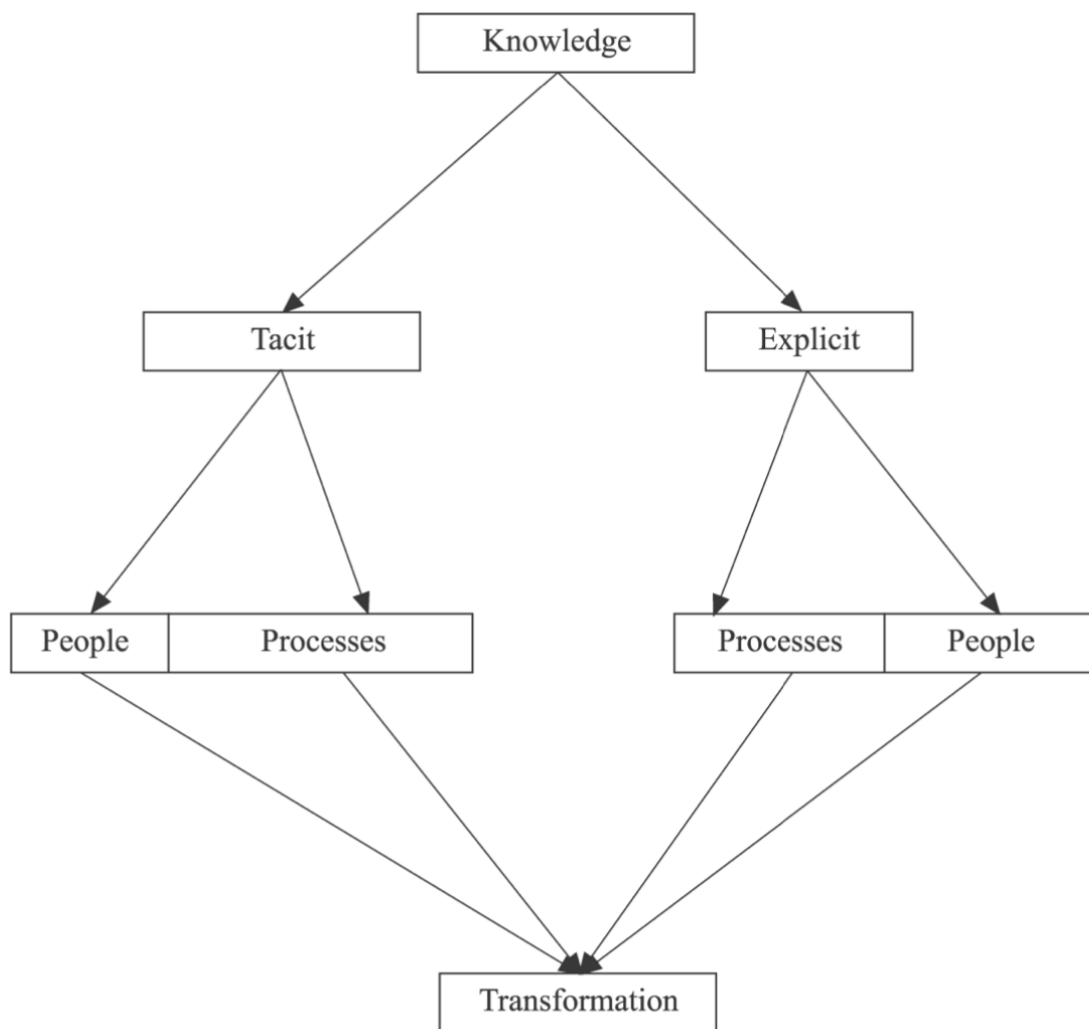 Knowledge
Tacit
Explicit
People
Processes
Processes
People
Transformation